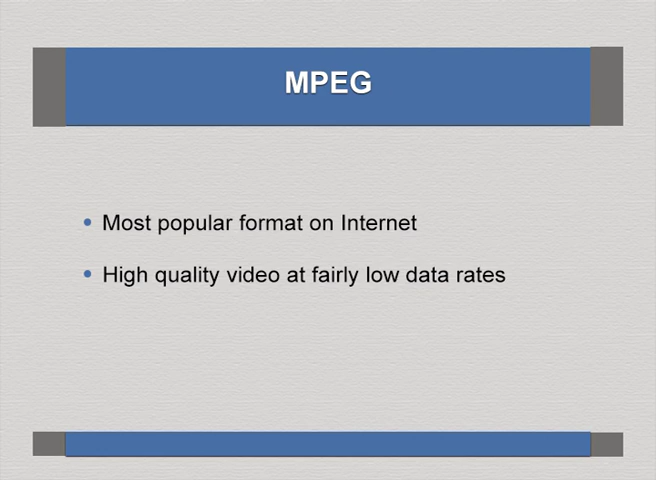 MPEG
Most popular format on Internet
High quality video at fairly low data rates